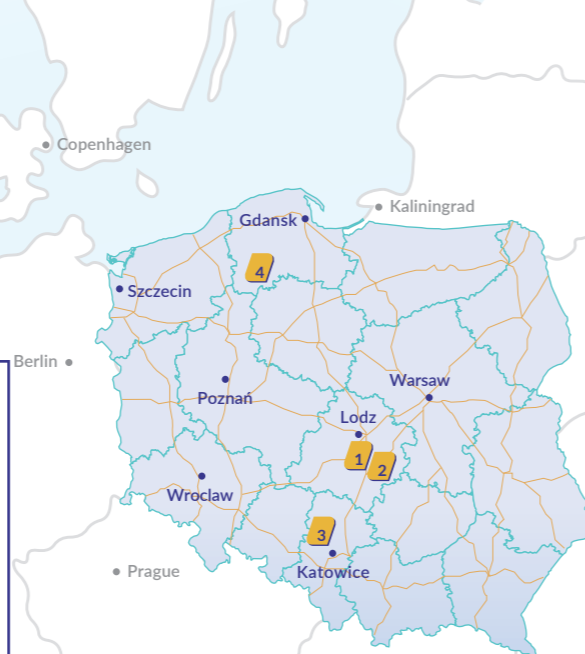 Copenhagen
Kaliningrad
Gdansk
4
Szczecin
Berlin
Warsaw
Poznań
Lodz
1
2
Wroclaw
3
Katowice
Prague